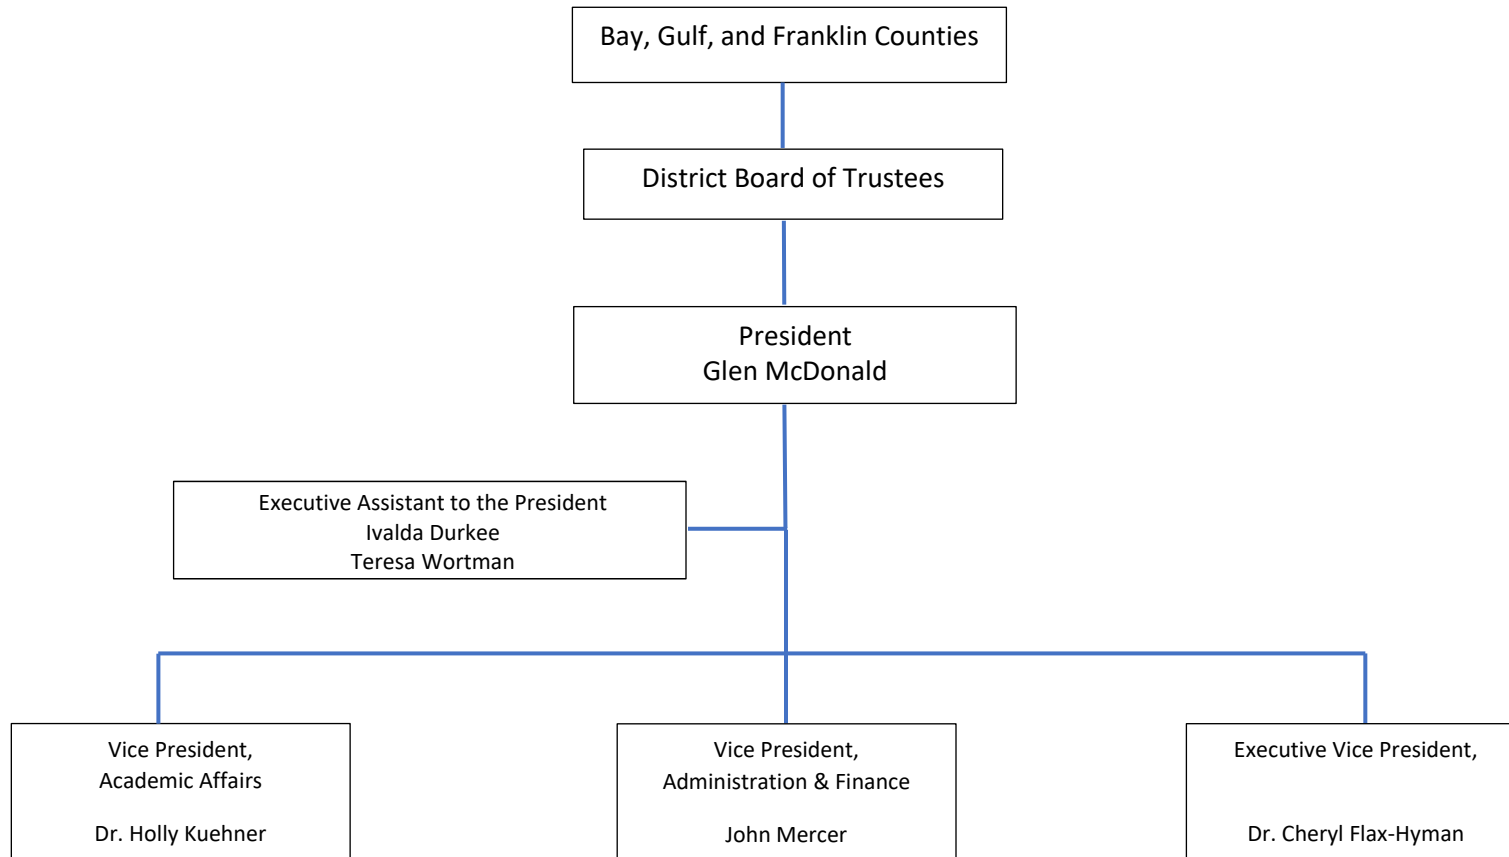 Bay, Gulf, and Franklin Counties
District Board of Trustees
President
Glen McDonald
Executive Assistant to the President
Ivalda Durkee
Teresa Wortman
Vice President,
Academic Affairs
Dr. Holly Kuehner
Vice President,
Administration & Finance
John Mercer
Executive Vice President,
Dr. Cheryl Flax-Hyman